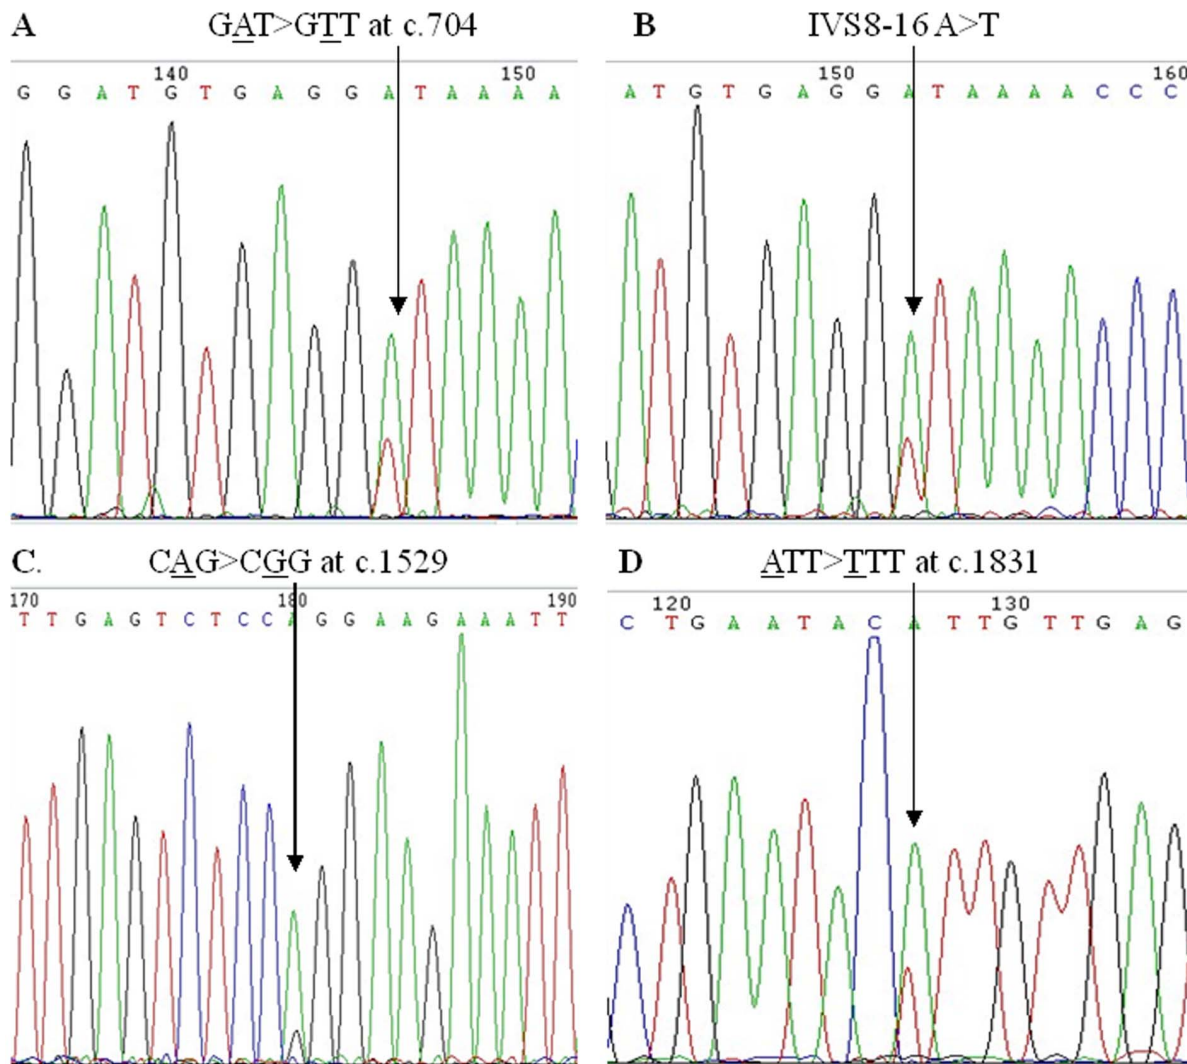 A GAT>GTT at c.704
140 150
G G A T G T G A G G A T A A A A
B IVS8-16 A>T
150 160
A T G T G A G G A T A A A A C C C
C. CAG>CGG at c.1529
170 180 190
T T G A G T C T C C A G G A A G A A A T T
D ATT>TTT at c.1831
120 130
C T G A A T A C A T T G T T G A G